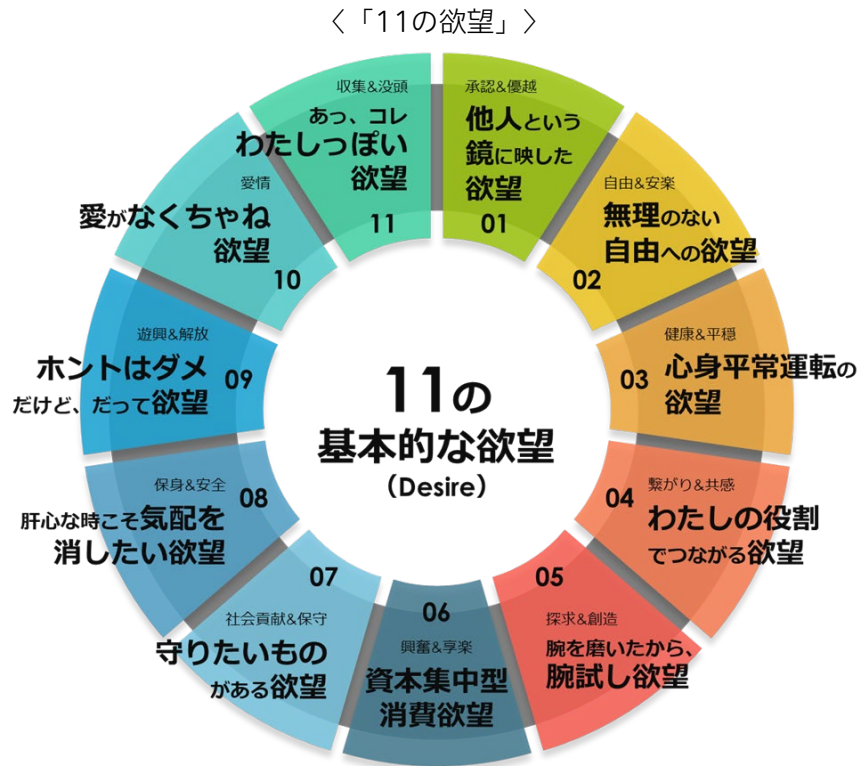 〈「11の欲望」〉
承認&優越
他人という
鏡に映した
欲望
01
自由&安楽
無理のない
自由への欲望
02
健康&平穏
心身平常運転の
欲望
03
繋がり&共感
わたしの役割
でつながる欲望
04
05
探求&創造
腕を磨いたから、
腕試し欲望
06
興奮&享楽
資本集中型
消費欲望
07
社会貢献&保守
守りたいもの
がある欲望
保身&安全
08
肝心な時こそ気配を
消したい欲望
遊興&解放
ホントはダメ
だけど、だって欲望
09
愛情
愛がなくちゃね
欲望
10
収集&没頭
あっ、コレ
わたしっぽい
欲望
11
11の
基本的な欲望
（Desire）